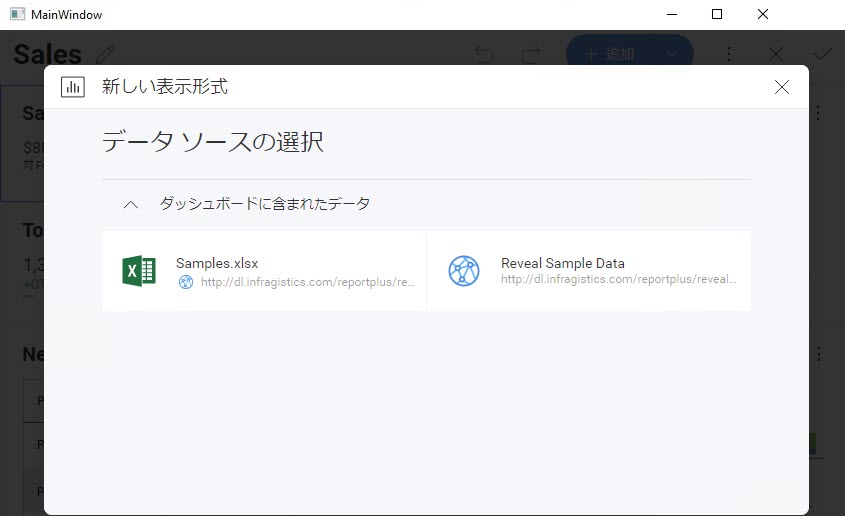 MainWindow
Sales
追加
新しい表示形式
データ ソースの選択
ダッシュボードに含まれたデータ
Samples.xlsx
http://dl.infragistics.com/reportplus/re...
Reveal Sample Data
http://dl.infragistics.com/reportplus/reveal...
Sa
$8
対 F
To
1,3
+0
Ne
P
P
P